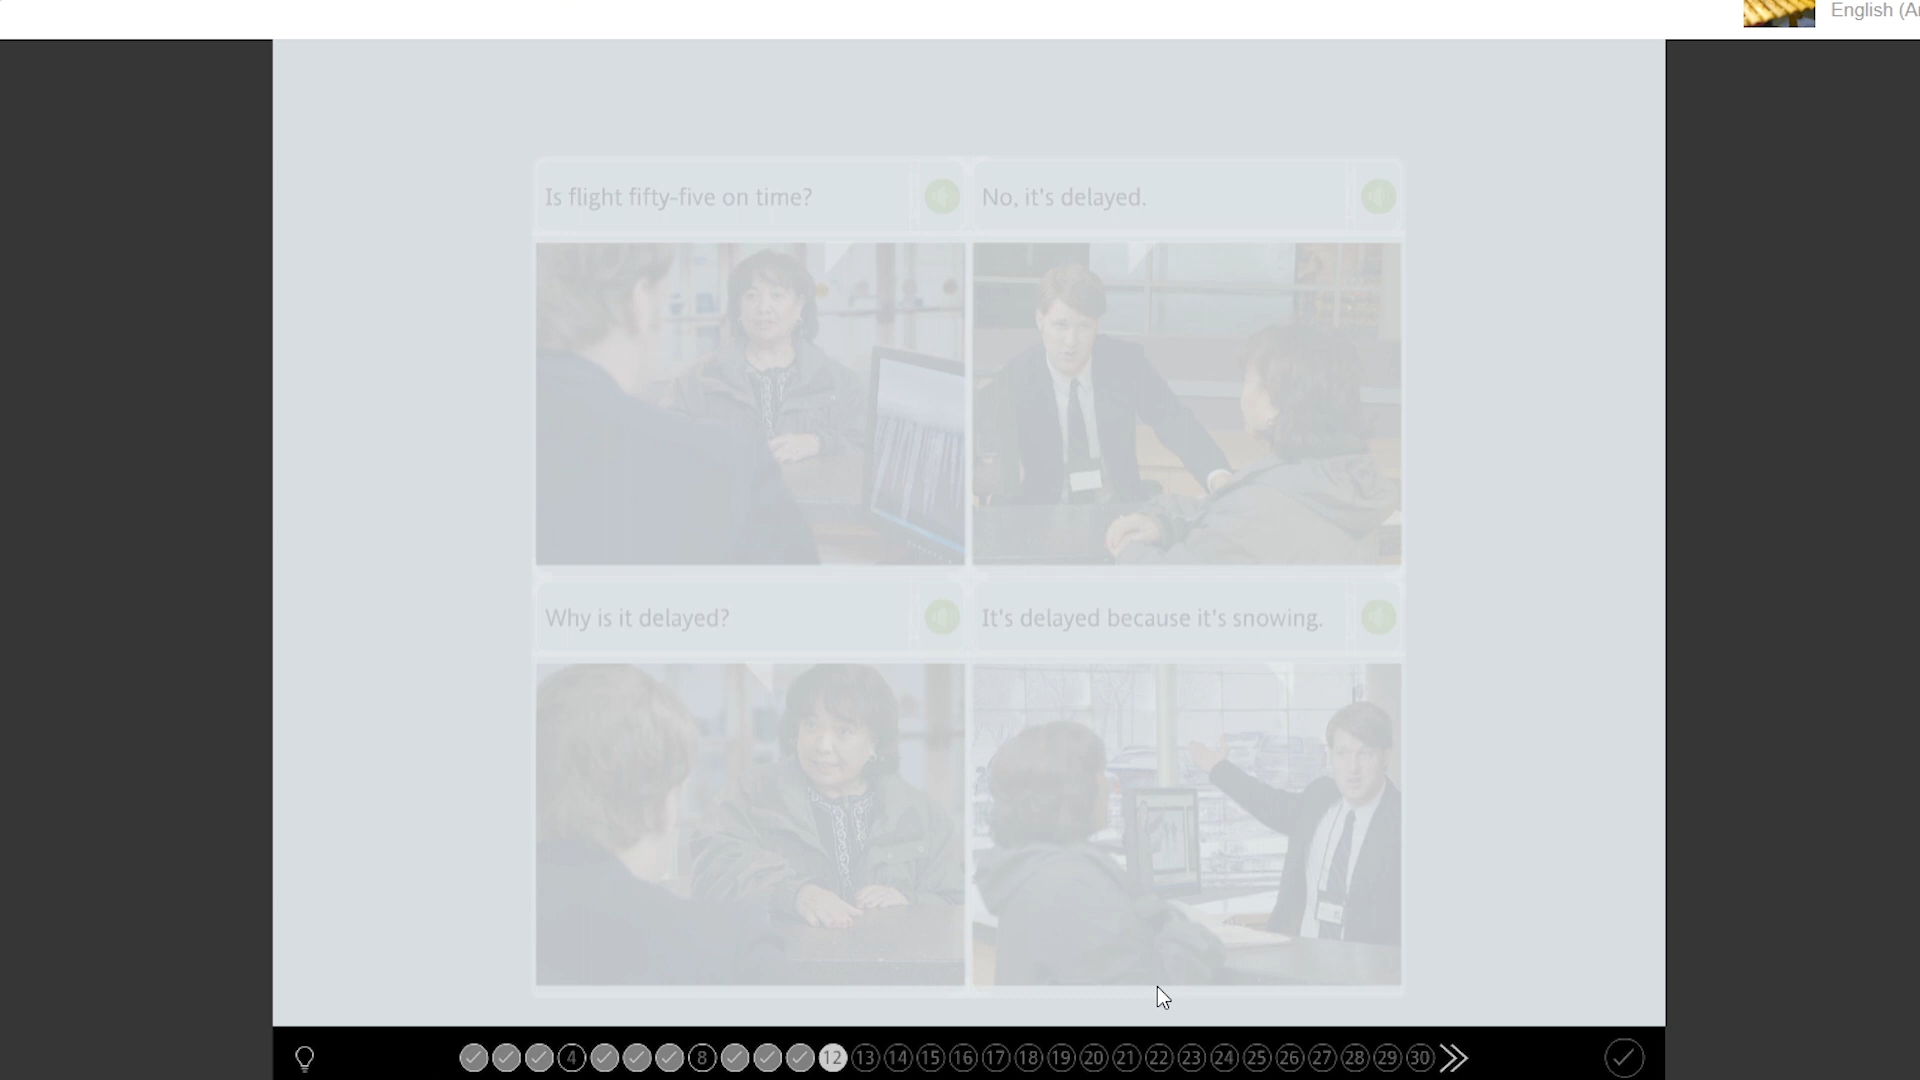 English (A
Is flight fifty-five on time?
No, it's delayed.
Why is it delayed?
It's delayed because it's snowing.
4 8 12 13 14 15 16 17 18 19 20 21 22 23 24 25 26 27 28 29 30